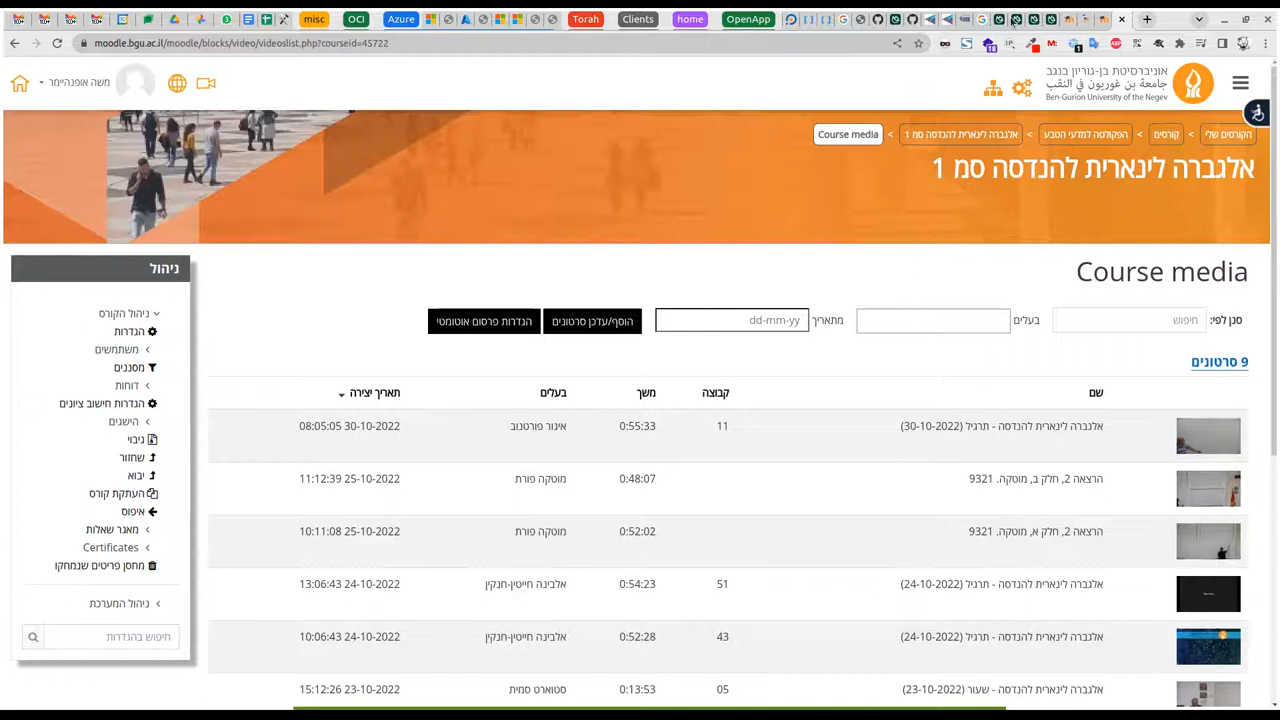 misc OCI Azure Torah Clients home OpenApp
moodle.bgu.ac.il/moodle/blocks/video/videoslist.php?courseid=45722
אוניברסיטת בן-גוריון בנגב
جامعة بن غوريون في النقب
Ben-Gurion University of the Negev
משה אופנהיימר
הקורסים שלי > קורסים > הפקולטה למדעי הטבע > אלגברה לינארית להנדסה סמ 1 > Course media
אלגברה לינארית להנדסה סמ 1
Course media
סנן לפי: חיפוש בעלים מתאריך dd-mm-yy הוסף/עדכן סרטונים הגדרות פרסום אוטומטי
9 סרטונים
שם קבוצה משך בעלים תאריך יצירה
אלגברה לינארית להנדסה - תרגיל (30-10-2022) 11 0:55:33 איגור פורטנוב 30-10-2022 08:05:05
הרצאה 2, חלק ב, מוטקה. 9321 0:48:07 מוטקה פורת 25-10-2022 11:12:39
הרצאה 2, חלק א, מוטקה. 9321 0:52:02 מוטקה פורת 25-10-2022 10:11:08
אלגברה לינארית להנדסה - תרגיל (24-10-2022) 51 0:54:23 אלבינה חייטין-חנקין 24-10-2022 13:06:43
אלגברה לינארית להנדסה - תרגיל (24-10-2022) 43 0:52:28 אלבינה חייטין-חנקין 24-10-2022 10:06:43
אלגברה לינארית להנדסה - שעור (23-10-2022) 05 0:13:53 סטוארט סמית 23-10-2022 15:12:26
ניהול
ניהול הקורס
הגדרות
משתמשים
מסננים
דוחות
הגדרות חישוב ציונים
הישגים
גיבוי
שחזור
יבוא
העתקת קורס
איפוס
מאגר שאלות
Certificates
מחסן פריטים שנמחקו
ניהול המערכת
חיפוש בהגדרות